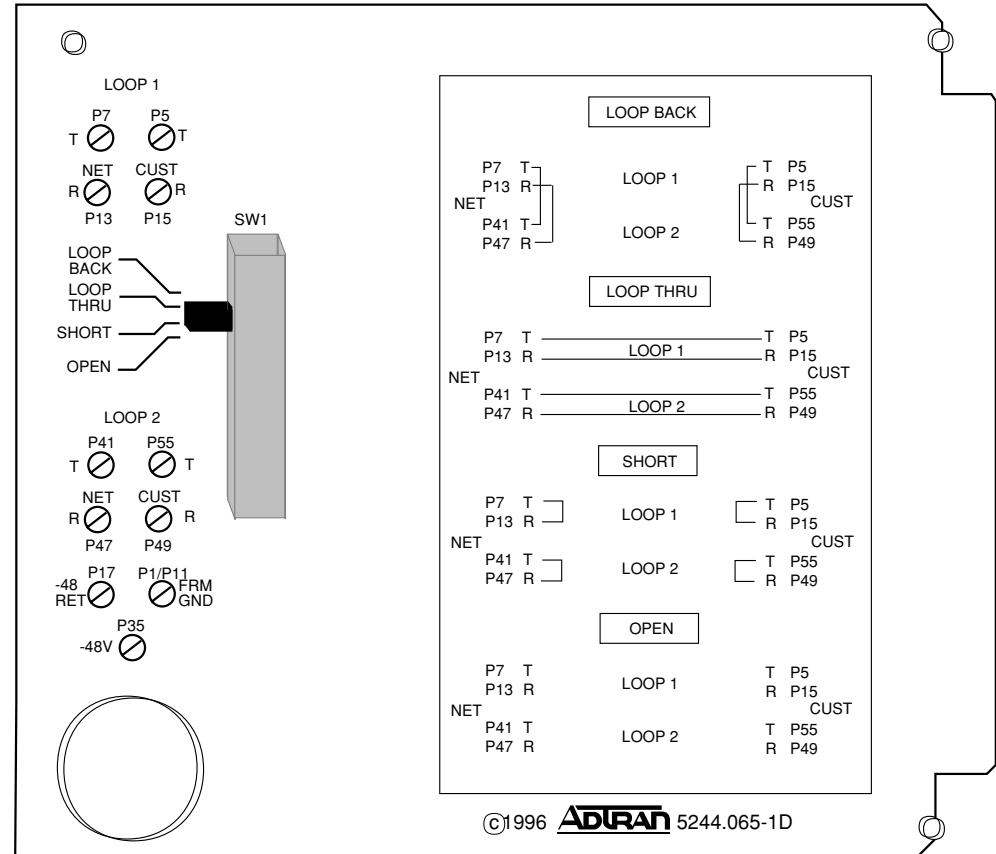 LOOP 1
P7 P5
T T
NET CUST
R R
P13 P15
SW1
LOOP
BACK
LOOP
THRU
SHORT
OPEN
LOOP 2
P41 P55
T T
NET CUST
R R
P47 P49
P17 P1/P11
-48
RET
FRM
GND
P35
-48V
LOOP BACK
P7 T LOOP 1 T P5
P13 R R P15
NET CUST
P41 T LOOP 2 T P55
P47 R R P49
LOOP THRU
P7 T T P5
P13 R LOOP 1 R P15
NET CUST
P41 T T P55
P47 R LOOP 2 R P49
SHORT
P7 T LOOP 1 T P5
P13 R R P15
NET CUST
P41 T LOOP 2 T P55
P47 R R P49
OPEN
P7 T LOOP 1 T P5
P13 R R P15
NET CUST
P41 T LOOP 2 T P55
P47 R R P49
©1996 ADTRAN 5244.065-1D